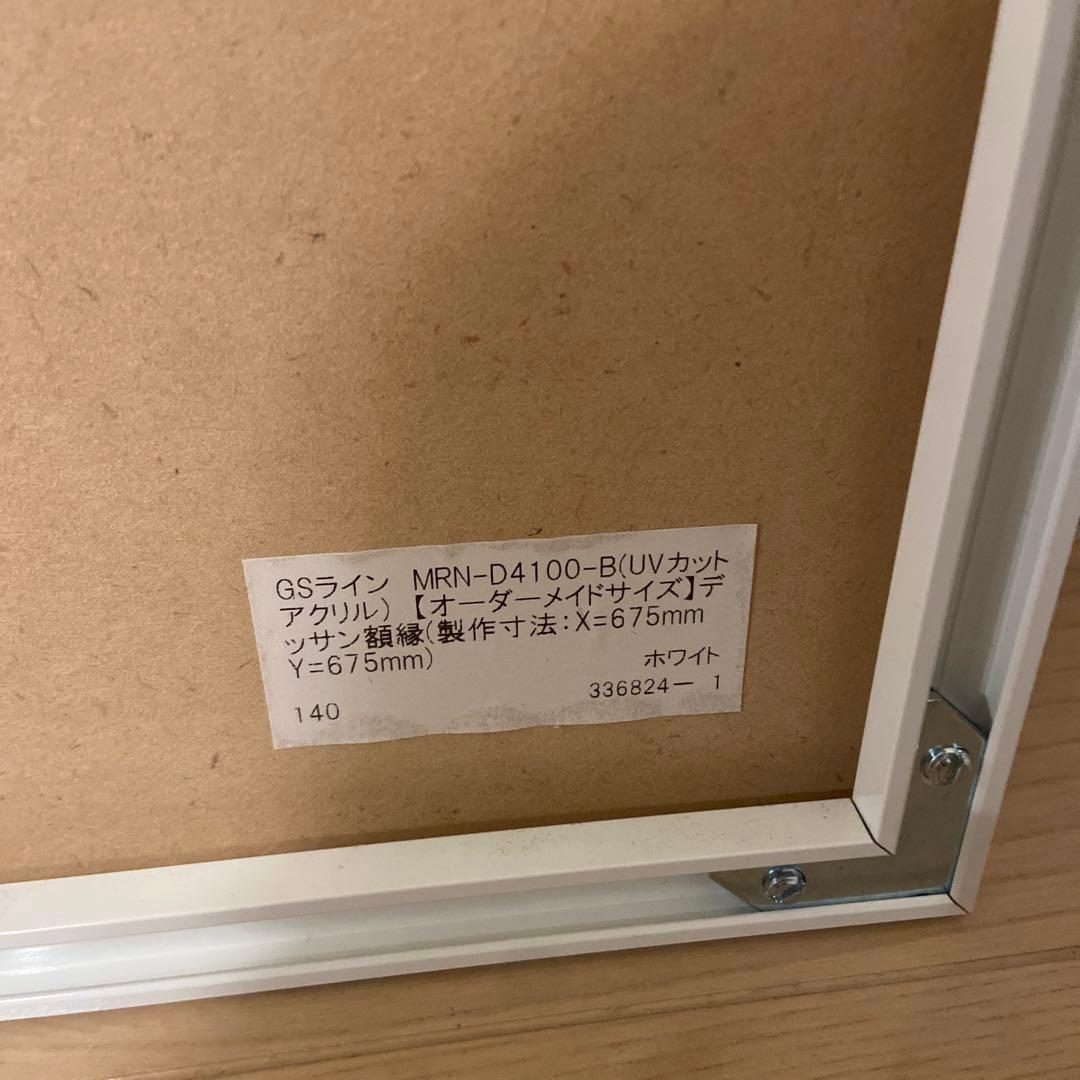 GSライン　MRN-D4100-B(UVカット
アクリル)【オーダーメイドサイズ】デ
ッサン額縁(製作寸法:X=675mm
Y=675mm)
ホワイト
336824ー 1
140